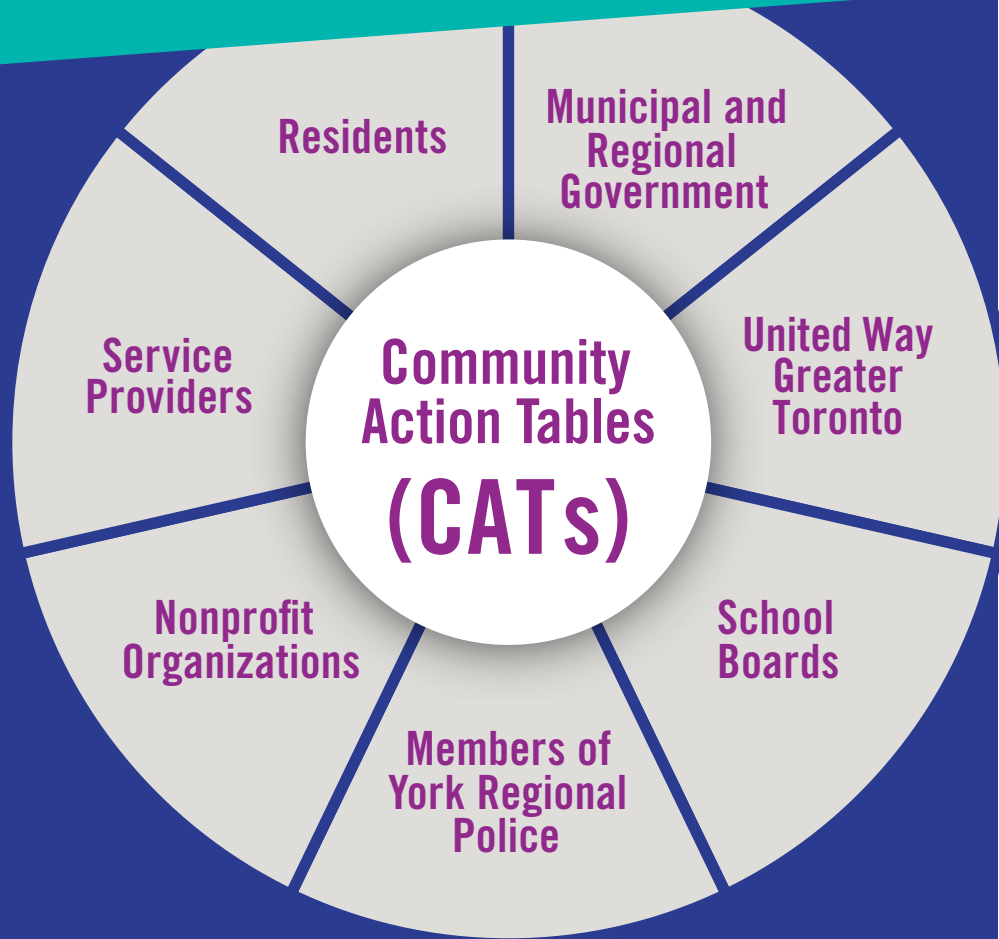 Residents
Municipal and
Regional
Government
Service
Providers
Community
Action Tables
(CATs)
United Way
Greater
Toronto
Nonprofit
Organizations
School
Boards
Members of
York Regional
Police